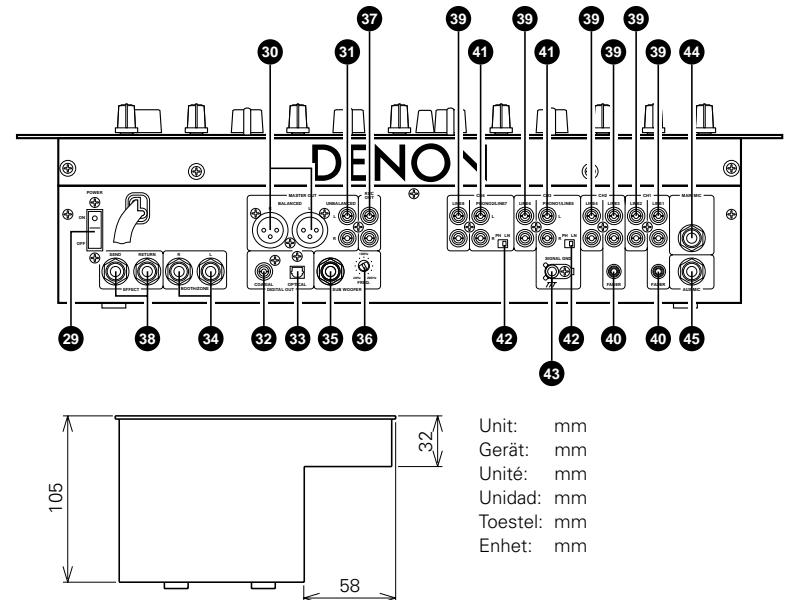 37
30 31 39 39 39 39
41 41 39 39 44
DENON
POWER
ON
OFF
MASTER OUT
BALANCED UNBALANCED
REC OUT
R L
L
R
SEND RETURN
EFFECT
R L
BOOTH/ZONE
COAXIAL OPTICAL
DIGITAL OUT
SUB WOOFER
FREQ.
CH4 CH3 CH2 CH1
LINE8 PHONO2/LINE7 LINE6 PHONO1/LINE5 LINE4 LINE3 LINE2 LINE1
L L
R R
PH LN PH LN
SIGNAL GND
FADER FADER
MAIN MIC
AUX MIC
29 38 34 32 33 35 36 42 42 40 40 45
43
105
32
58
Unit: mm
Gerät: mm
Unité: mm
Unidad: mm
Toestel: mm
Enhet: mm